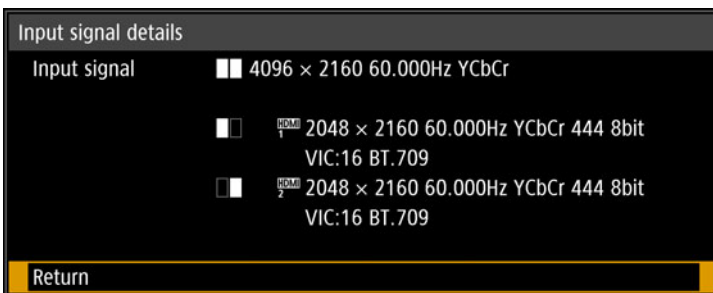 Input signal details
Input signal 4096 × 2160 60.000Hz YCbCr
HDMI 1 2048 × 2160 60.000Hz YCbCr 444 8bit
VIC:16 BT.709
HDMI 2 2048 × 2160 60.000Hz YCbCr 444 8bit
VIC:16 BT.709
Return